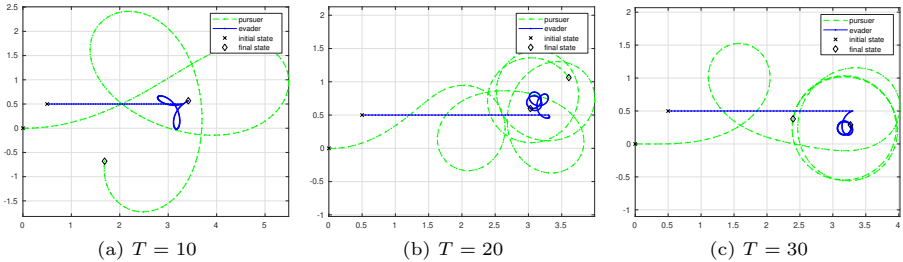 2.5
2
1.5
1
0.5
0
-0.5
-1
-1.5
0 1 2 3 4 5
pursuer
evader
initial state
final state
(a) T = 10
2
1.5
1
0.5
0
-0.5
-1
0 0.5 1 1.5 2 2.5 3 3.5
pursuer
evader
initial state
final state
(b) T = 20
2
1.5
1
0.5
0
-0.5
-1
0 0.5 1 1.5 2 2.5 3 3.5 4
pursuer
evader
initial state
final state
(c) T = 30